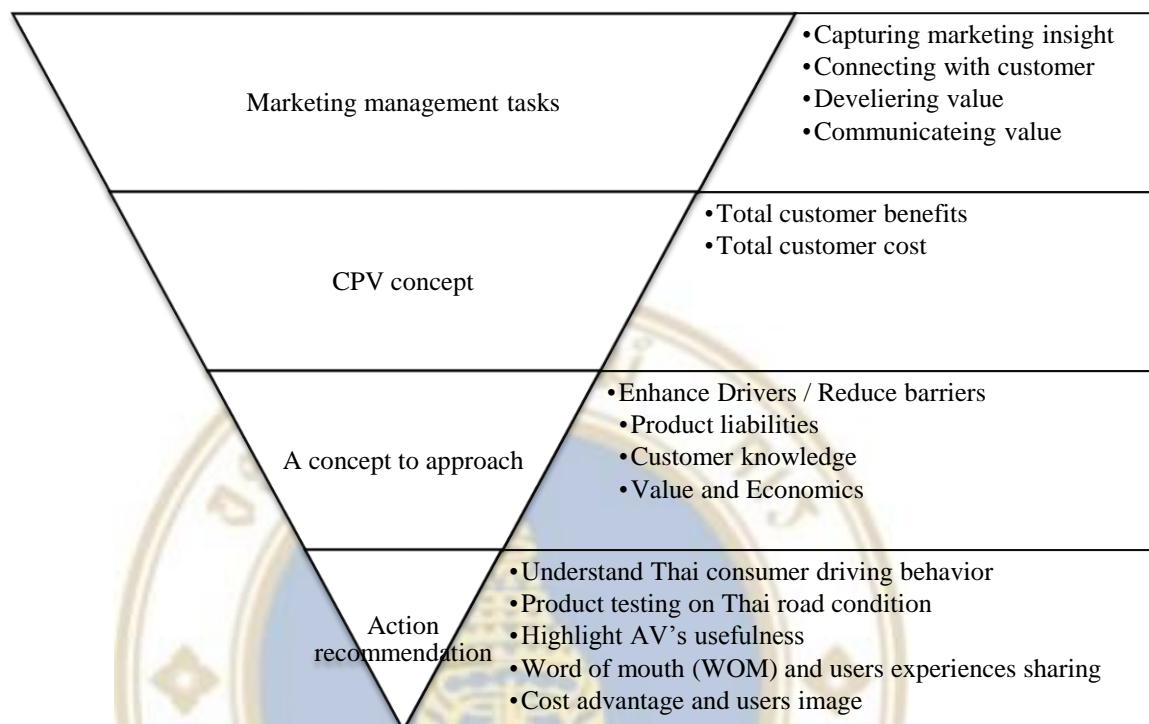 Marketing management tasks
•Capturing marketing insight
•Connecting with customer
•Develiering value
•Communicateing value
CPV concept
•Total customer benefits
•Total customer cost
A concept to approach
•Enhance Drivers / Reduce barriers
•Product liabilities
•Customer knowledge
•Value and Economics
Action
recommendation
•Understand Thai consumer driving behavior
•Product testing on Thai road condition
•Highlight AV’s usefulness
•Word of mouth (WOM) and users experiences sharing
•Cost advantage and users image